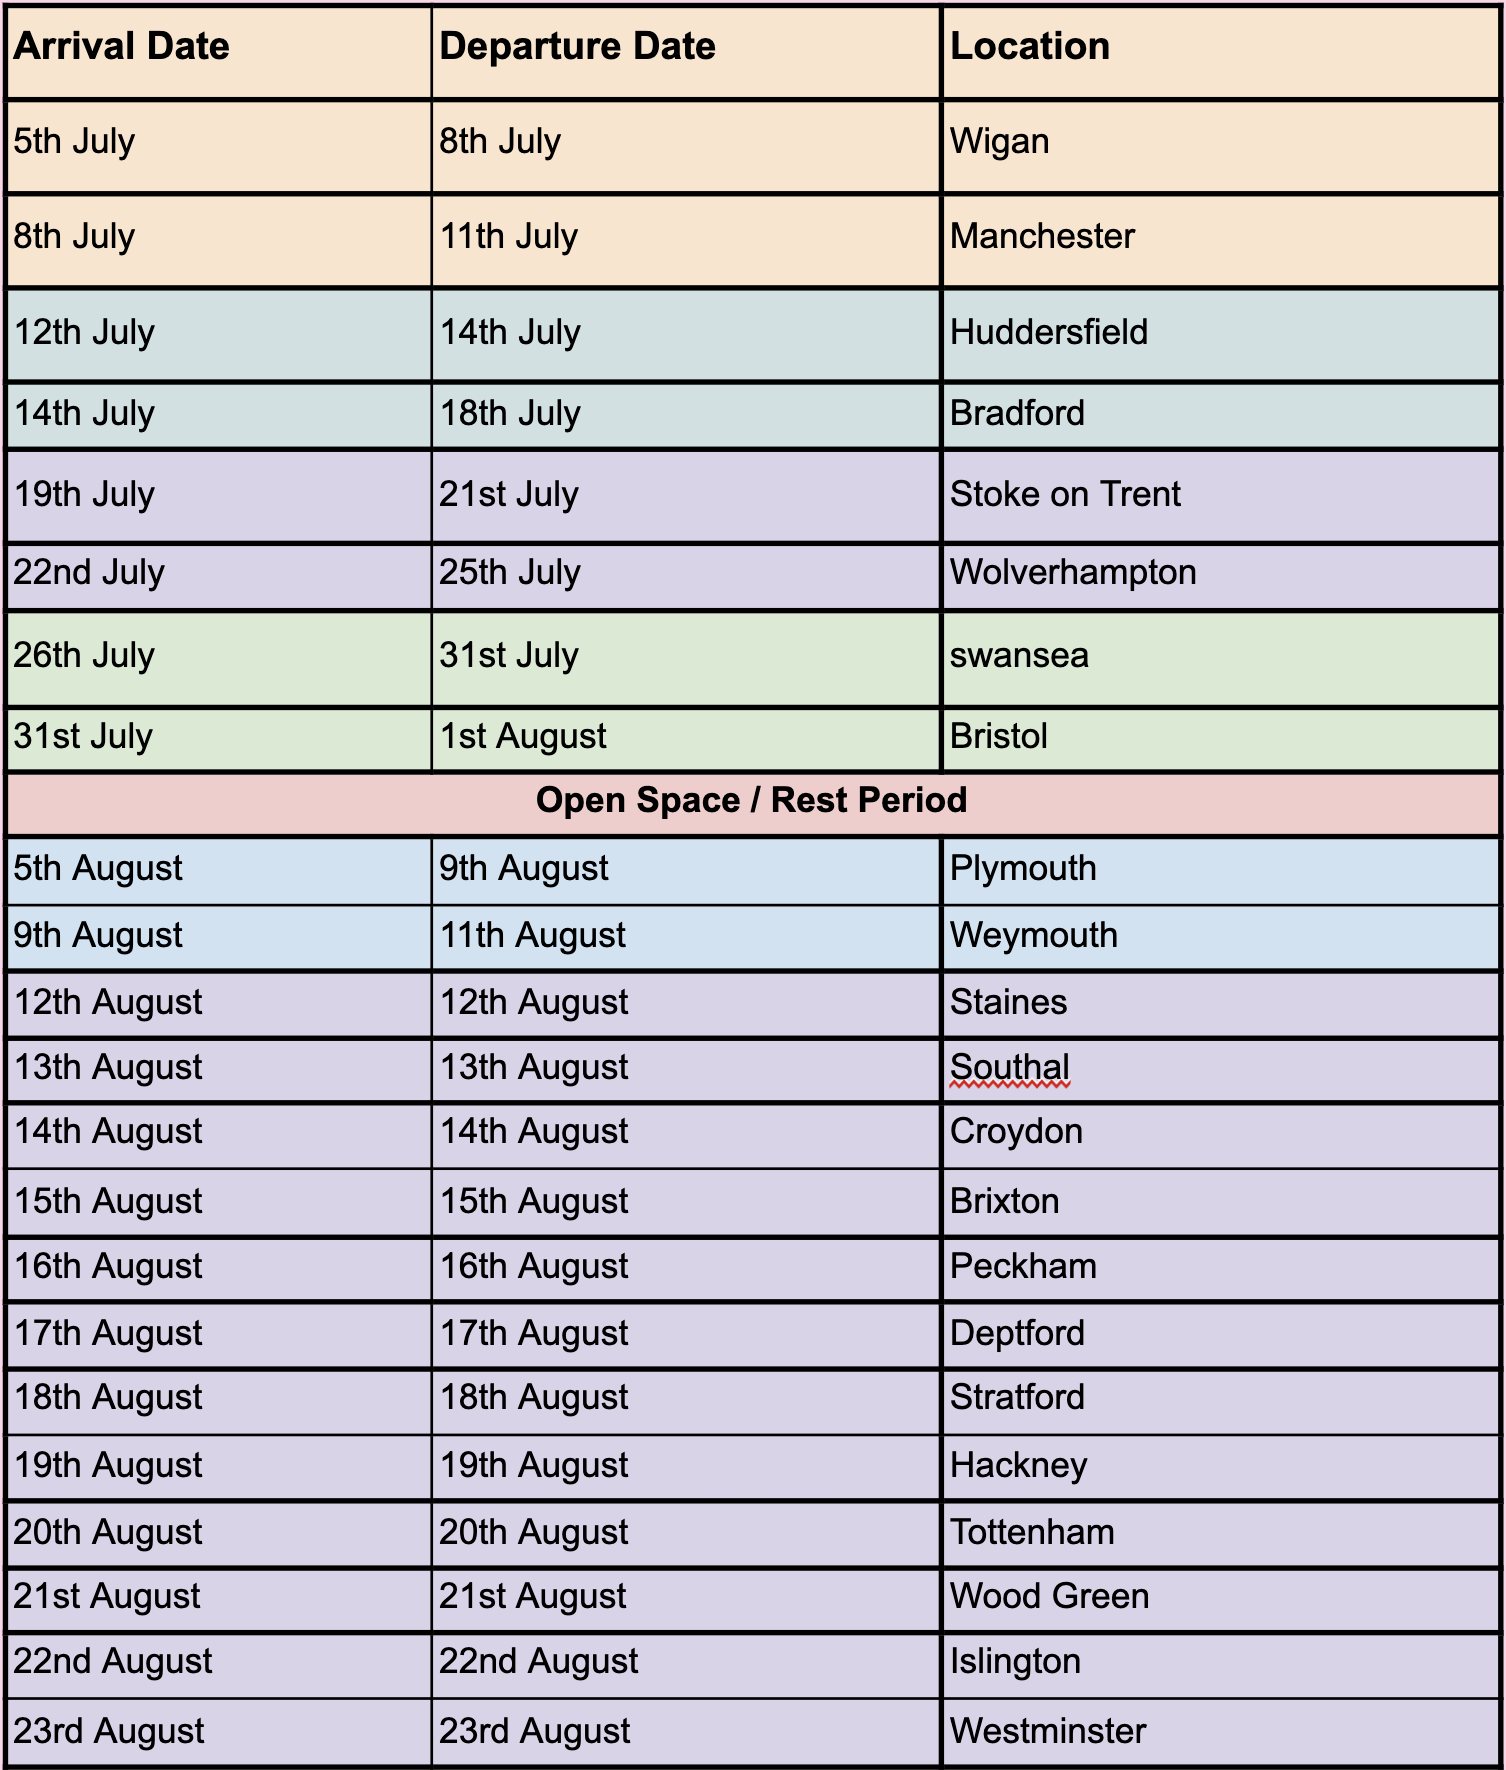 Arrival Date Departure Date Location
5th July 8th July Wigan
8th July 11th July Manchester
12th July 14th July Huddersfield
14th July 18th July Bradford
19th July 21st July Stoke on Trent
22nd July 25th July Wolverhampton
26th July 31st July swansea
31st July 1st August Bristol
Open Space / Rest Period
5th August 9th August Plymouth
9th August 11th August Weymouth
12th August 12th August Staines
13th August 13th August Southal
14th August 14th August Croydon
15th August 15th August Brixton
16th August 16th August Peckham
17th August 17th August Deptford
18th August 18th August Stratford
19th August 19th August Hackney
20th August 20th August Tottenham
21st August 21st August Wood Green
22nd August 22nd August Islington
23rd August 23rd August Westminster